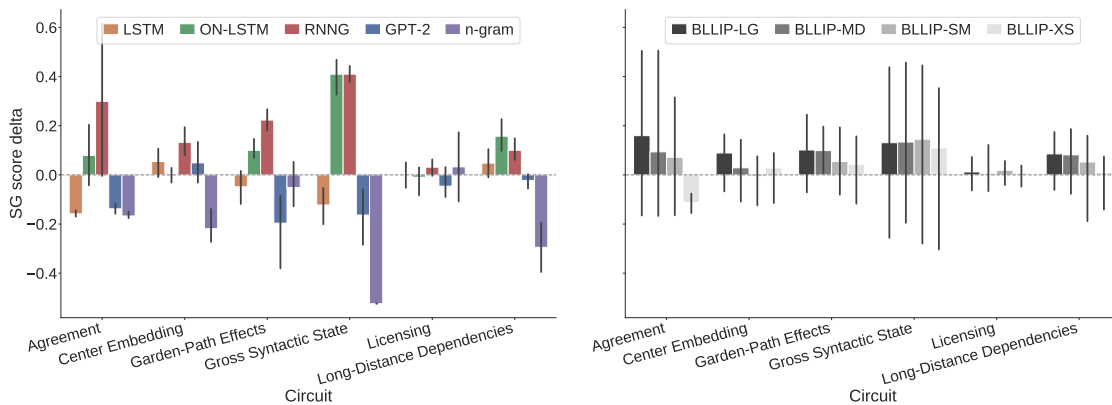 LSTM ON-LSTM RNNG GPT-2 n-gram
0.6
0.4
0.2
0.0
−0.2
−0.4
SG score delta
Agreement
Center Embedding
Garden-Path Effects
Gross Syntactic State
Licensing
Long-Distance Dependencies
Circuit
BLLIP-LG BLLIP-MD BLLIP-SM BLLIP-XS
Agreement
Center Embedding
Garden-Path Effects
Gross Syntactic State
Licensing
Long-Distance Dependencies
Circuit